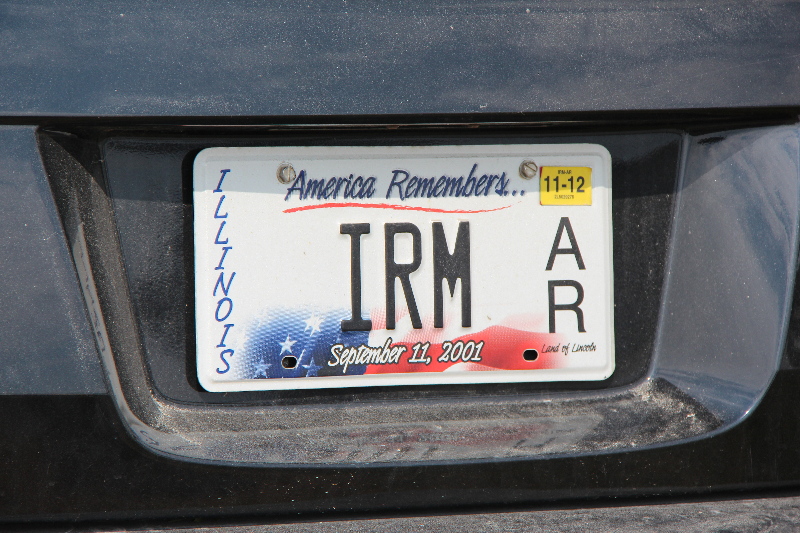 ILLINOIS
America Remembers...
11-12
IRM
AR
September 11, 2001
Land of Lincoln